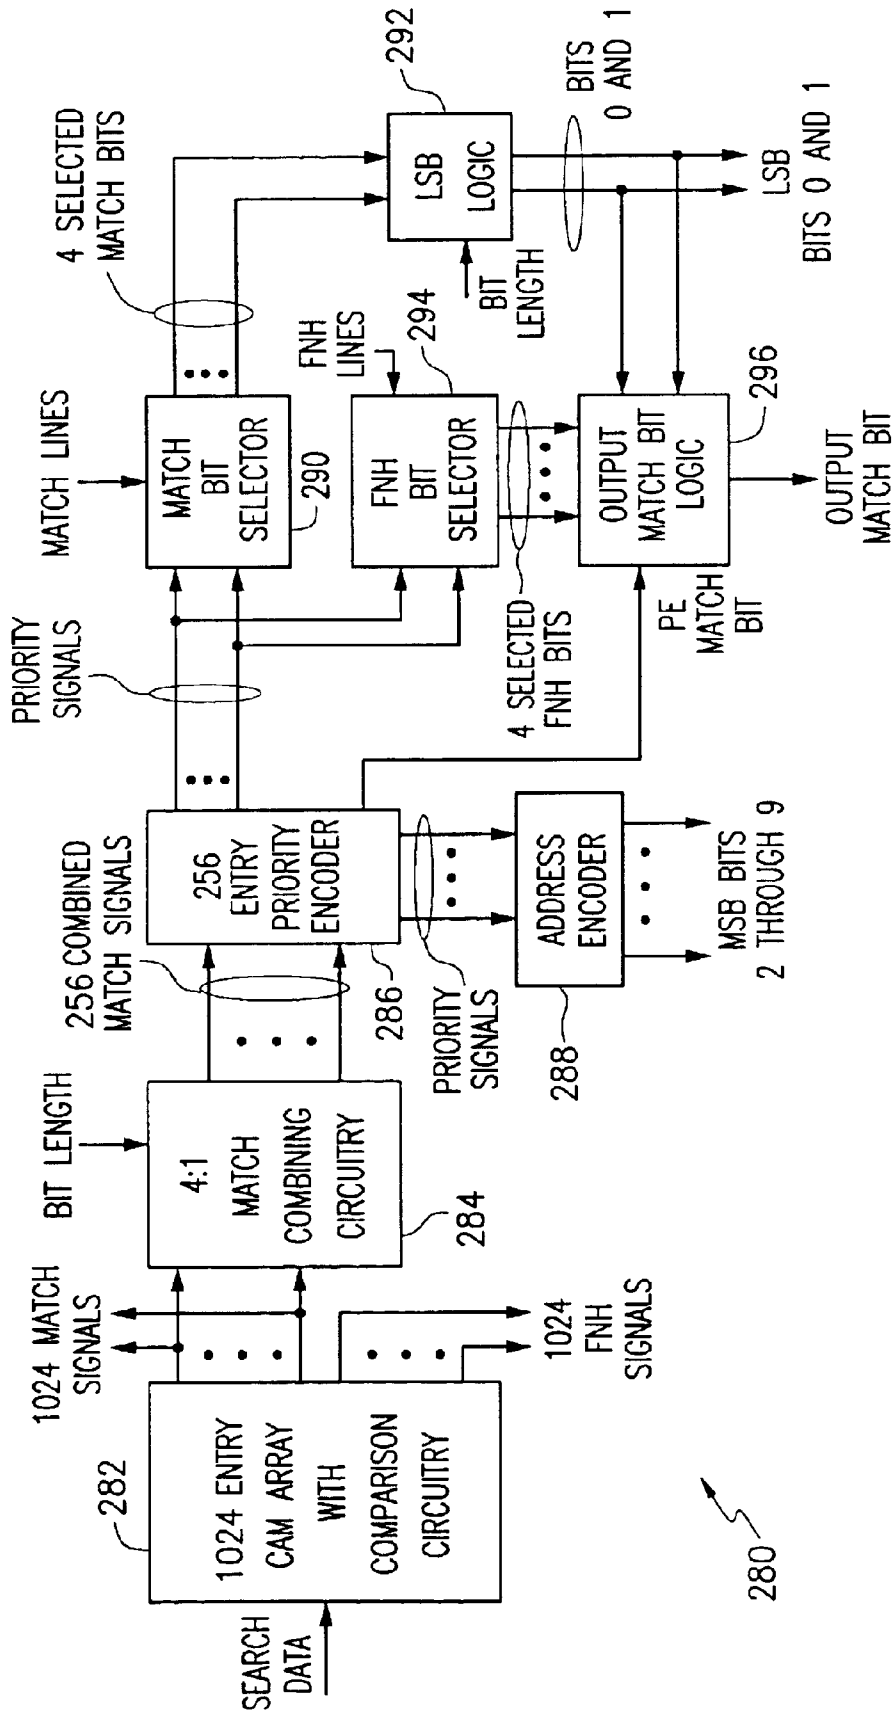 SEARCH
DATA
282
1024 ENTRY
CAM ARRAY
WITH
COMPARISON
CIRCUITRY
1024 MATCH
SIGNALS
1024
FNH
SIGNALS
BIT LENGTH
4:1
MATCH
COMBINING
CIRCUITRY
284
256 COMBINED
MATCH SIGNALS
256
ENTRY
PRIORITY
ENCODER
286
PRIORITY
SIGNALS
PRIORITY
SIGNALS
ADDRESS
ENCODER
288
MSB BITS
2 THROUGH 9
MATCH LINES
MATCH
BIT
SELECTOR
290
4 SELECTED
MATCH BITS
FNH
LINES
FNH
BIT
SELECTOR
294
4 SELECTED
FNH BITS
PE
MATCH
BIT
OUTPUT
MATCH BIT
LOGIC
296
OUTPUT
MATCH BIT
BIT
LENGTH
LSB
LOGIC
292
BITS
0 AND 1
LSB
BITS 0 AND 1
280